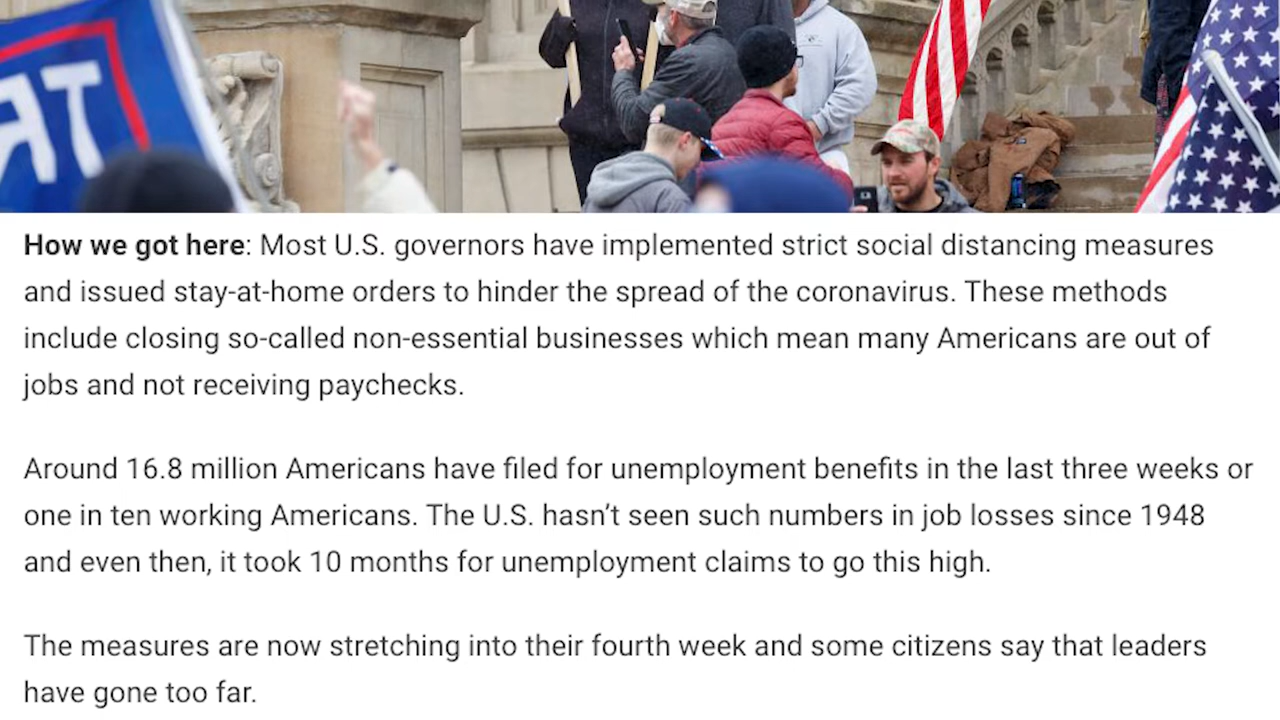 RT
How we got here: Most U.S. governors have implemented strict social distancing measures
and issued stay-at-home orders to hinder the spread of the coronavirus. These methods
include closing so-called non-essential businesses which mean many Americans are out of
jobs and not receiving paychecks.
Around 16.8 million Americans have filed for unemployment benefits in the last three weeks or
one in ten working Americans. The U.S. hasn’t seen such numbers in job losses since 1948
and even then, it took 10 months for unemployment claims to go this high.
The measures are now stretching into their fourth week and some citizens say that leaders
have gone too far.